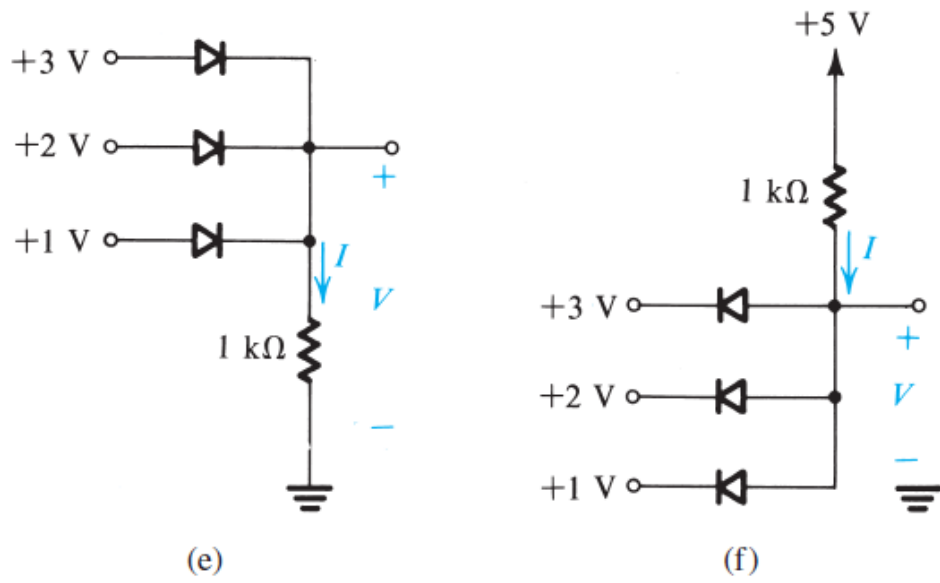 +3 V
+2 V
+
+1 V
I
V
1 kΩ
−
(e)
+5 V
1 kΩ
I
+3 V
+
+2 V
V
−
+1 V
(f)